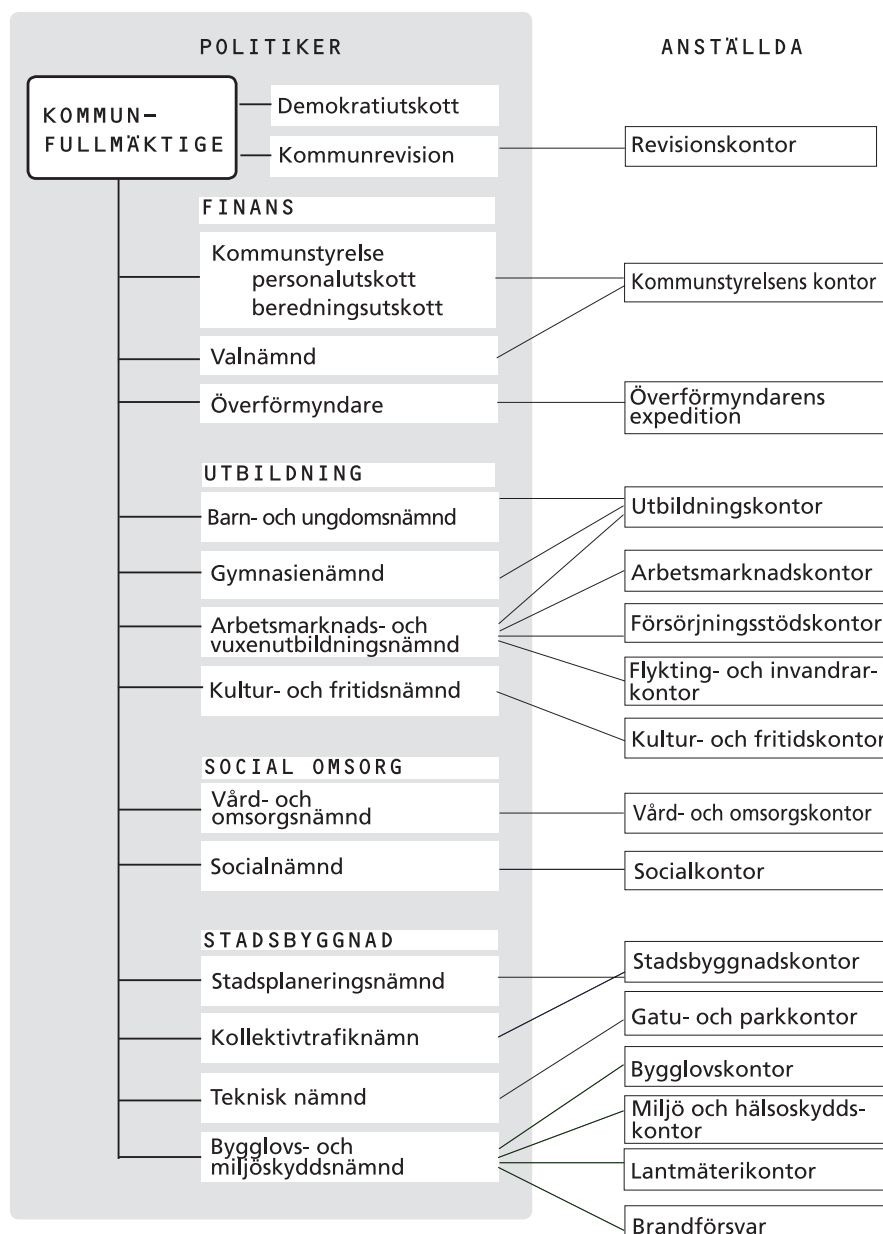 POLITIKER
ANSTÄLLDA
KOMMUN-
FULLMÄKTIGE
Demokratiutskott
Kommunrevision
Revisionskontor
FINANS
Kommunstyrelse
personalutskott
beredningsutskott
Kommunstyrelsens kontor
Valnämnd
Överförmyndare
Överförmyndarens
expedition
UTBILDNING
Barn- och ungdomsnämnd
Utbildningskontor
Gymnasienämnd
Arbetsmarknadskontor
Arbetsmarknads- och
vuxenutbildningsnämnd
Försörjningsstödskontor
Flykting- och invandrar-
kontor
Kultur- och fritidsnämnd
Kultur- och fritidskontor
SOCIAL OMSORG
Vård- och
omsorgsnämnd
Vård- och omsorgskontor
Socialnämnd
Socialkontor
STADSBYGGNAD
Stadsplaneringsnämnd
Stadsbyggnadskontor
Kollektivtrafiknämn
Gatu- och parkkontor
Teknisk nämnd
Bygglovskontor
Miljö och hälsoskydds-
kontor
Bygglovs- och
miljöskyddsnämnd
Lantmäterikontor
Brandförsvar